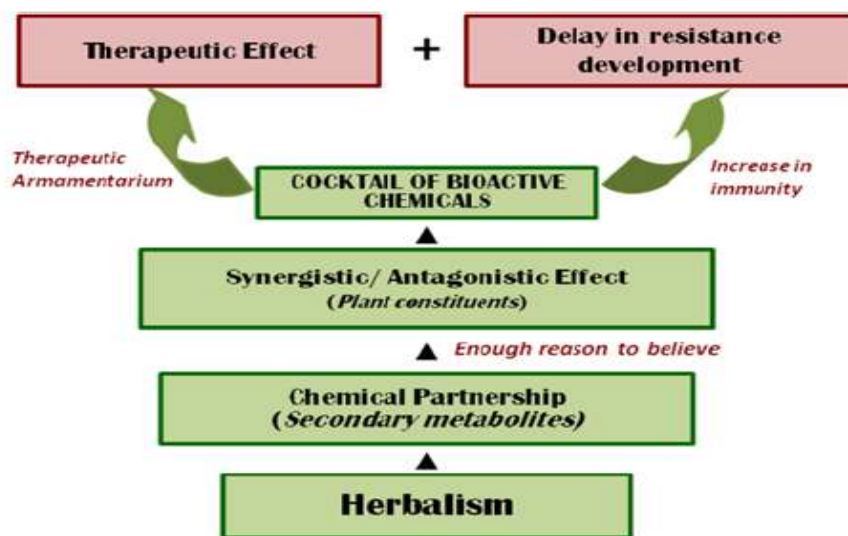 Therapeutic Effect
+
Delay in resistance
development
Therapeutic
Armamentarium
Increase in
immunity
COCKTAIL OF BIOACTIVE
CHEMICALS
Synergistic/ Antagonistic Effect
(Plant constituents)
Enough reason to believe
Chemical Partnership
(Secondary metabolites)
Herbalism